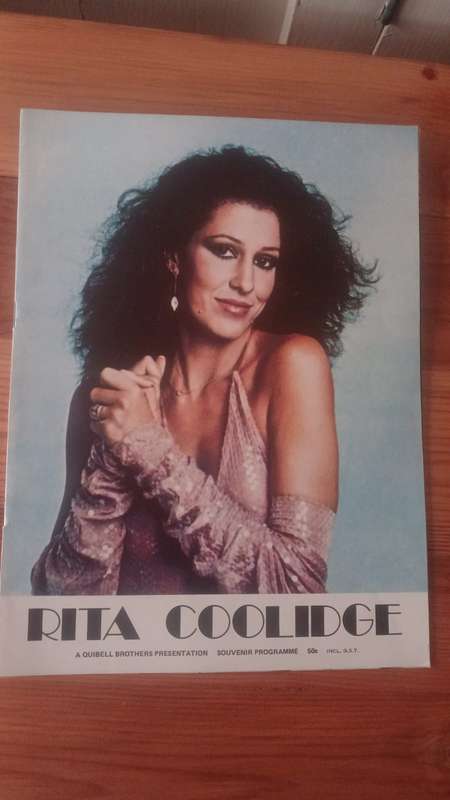 RITA COOLIDGE
A QUIBELL BROTHERS PRESENTATION SOUVENIR PROGRAMME 50c INCL. G.S.T.